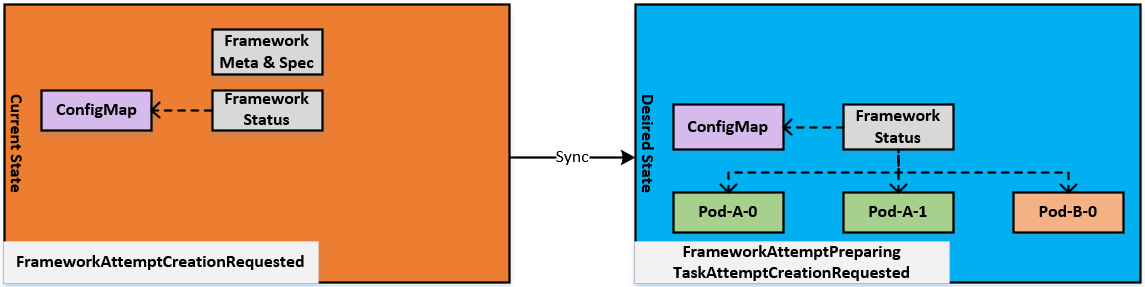 Current State
Framework
Meta & Spec
ConfigMap
Framework
Status
FrameworkAttemptCreationRequested
Sync
Desired State
ConfigMap
Framework
Status
Pod-A-0
Pod-A-1
Pod-B-0
FrameworkAttemptPreparing
TaskAttemptCreationRequested